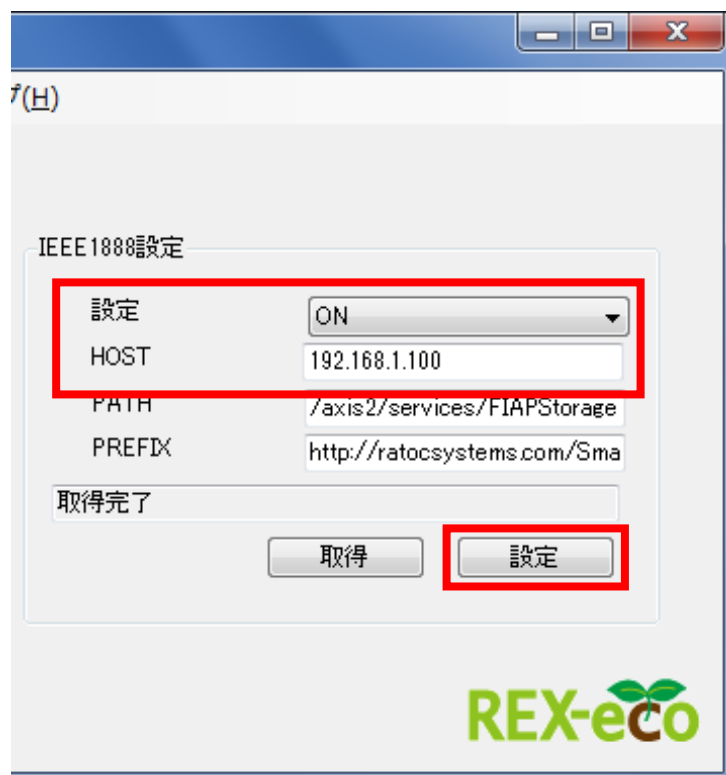 プ(H)
IEEE1888設定
設定 ON
HOST 192.168.1.100
PATH /axis2/services/FIAPStorage
PREFIX http://ratocsystems.com/Sma
取得完了
取得 設定
REX-eco